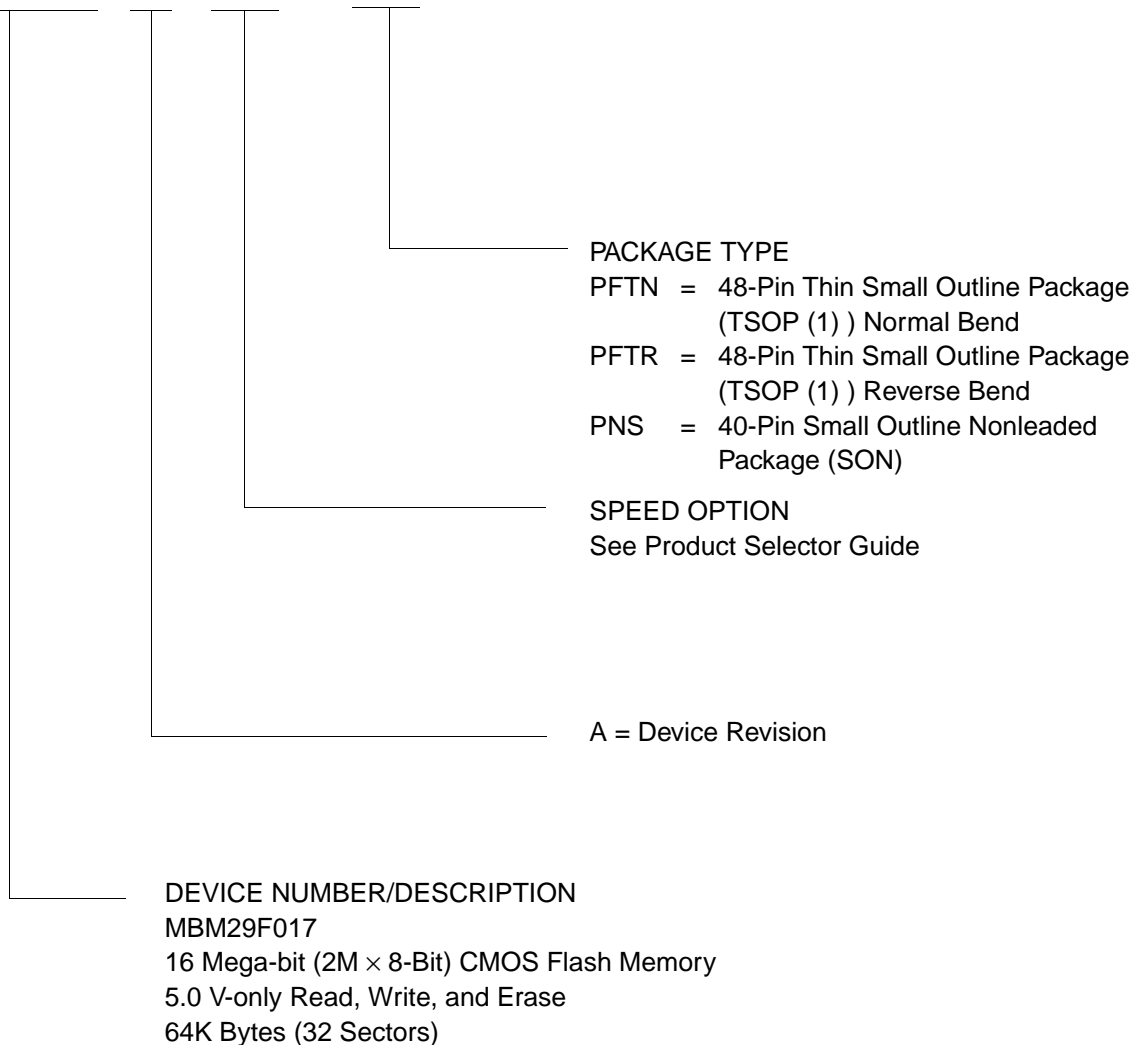 PACKAGE TYPE
PFTN = 48-Pin Thin Small Outline Package
(TSOP (1) ) Normal Bend
PFTR = 48-Pin Thin Small Outline Package
(TSOP (1) ) Reverse Bend
PNS = 40-Pin Small Outline Nonleaded
Package (SON)
SPEED OPTION
See Product Selector Guide
A = Device Revision
DEVICE NUMBER/DESCRIPTION
MBM29F017
16 Mega-bit (2M × 8-Bit) CMOS Flash Memory
5.0 V-only Read, Write, and Erase
64K Bytes (32 Sectors)